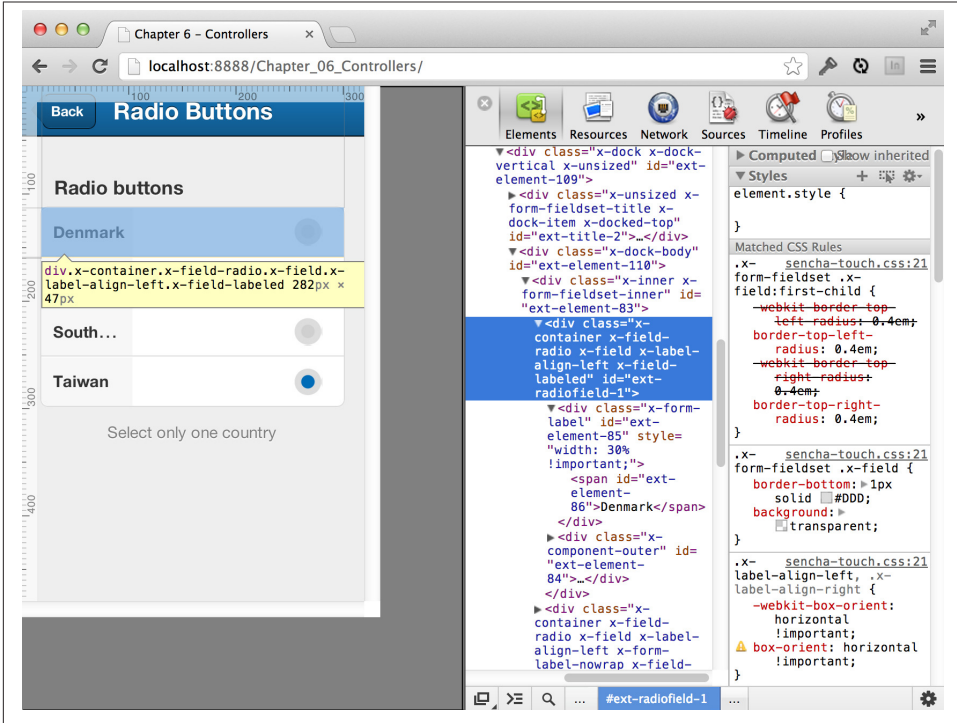 Chapter 6 – Controllers
localhost:8888/Chapter_06_Controllers/
100
200
300
Back
Radio Buttons
100
Radio buttons
Denmark
div.x-container.x-field-radio.x-field.x-
label-align-left.x-field-labeled 282px ×
47px
200
South...
Taiwan
300
Select only one country
400
Elements
Resources
Network
Sources
Timeline
Profiles
»
▼<div class="x-dock x-dock-
vertical x-unsized" id="ext-
element-109">
▶<div class="x-unsized x-
form-fieldset-title x-
dock-item x-docked-top"
id="ext-title-2">…</div>
▼<div class="x-dock-body"
id="ext-element-110">
▼<div class="x-inner x-
form-fieldset-inner" id=
"ext-element-83">
▼<div class="x-
container x-field-
radio x-field x-label-
align-left x-field-
labeled" id="ext-
radiofield-1">
▼<div class="x-form-
label" id="ext-
element-85" style=
"width: 30%
!important;">
<span id="ext-
element-
86">Denmark</span>
</div>
▶<div class="x-
component-outer" id=
"ext-element-
84">…</div>
</div>
▶<div class="x-
container x-field-
radio x-field x-label-
align-left x-form-
label-nowrap x-field-
... #ext-radiofield-1 ...
▶ Computed Style Show inherited
▼ Styles
element.style {
}
Matched CSS Rules
.x- sencha-touch.css:21
form-fieldset .x-
field:first-child {
-webkit-border-top-
left-radius: 0.4em;
border-top-left-
radius: 0.4em;
-webkit-border-top-
right-radius:
0.4em;
border-top-right-
radius: 0.4em;
}
.x- sencha-touch.css:21
form-fieldset .x-field {
border-bottom: ▶1px
solid #DDD;
background: ▶
transparent;
}
.x- sencha-touch.css:21
label-align-left, .x-
label-align-right {
-webkit-box-orient:
horizontal
!important;
box-orient: horizontal
!important;
}